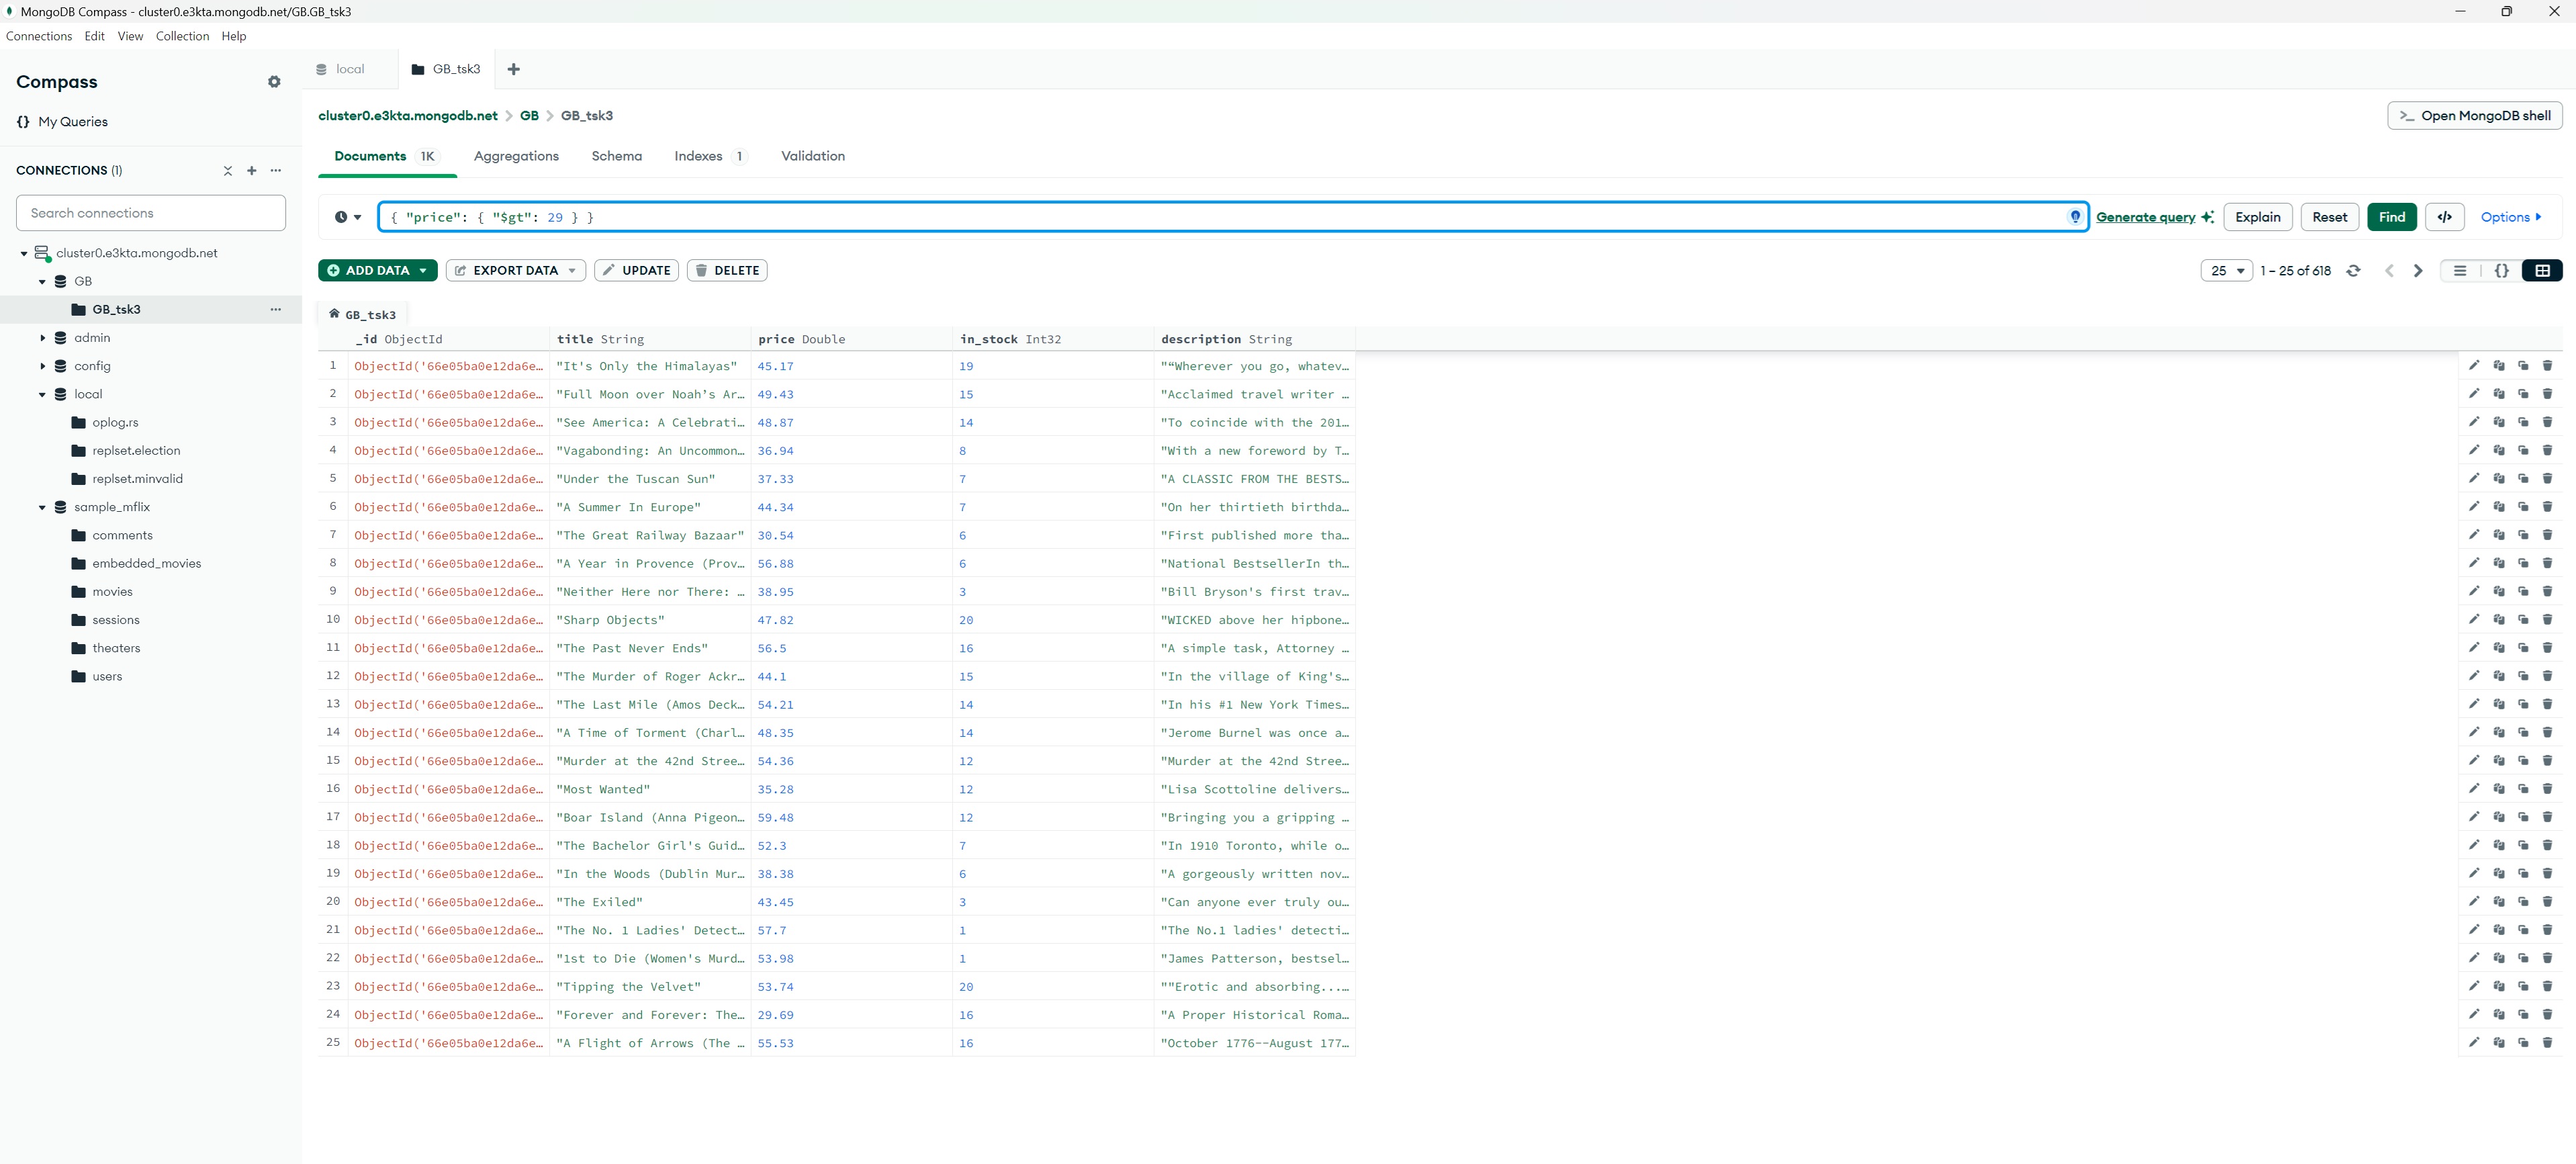 MongoDB Compass - cluster0.e3kta.mongodb.net/GB.GB_tsk3
Connections Edit View Collection Help
Compass
{} My Queries
CONNECTIONS (1)
Search connections
cluster0.e3kta.mongodb.net
GB
GB_tsk3
admin
config
local
oplog.rs
replset.election
replset.minvalid
sample_mflix
comments
embedded_movies
movies
sessions
theaters
users
local GB_tsk3
cluster0.e3kta.mongodb.net > GB > GB_tsk3
>_ Open MongoDB shell
Documents 1K Aggregations Schema Indexes 1 Validation
{ "price": { "$gt": 29 } }
Generate query Explain Reset Find </> Options
ADD DATA EXPORT DATA UPDATE DELETE
25 1 – 25 of 618 {}
GB_tsk3
_id ObjectId title String price Double in_stock Int32 description String
1 ObjectId('66e05ba0e12da6e… "It's Only the Himalayas" 45.17 19 "“Wherever you go, whatev…
2 ObjectId('66e05ba0e12da6e… "Full Moon over Noah’s Ar… 49.43 15 "Acclaimed travel writer …
3 ObjectId('66e05ba0e12da6e… "See America: A Celebrati… 48.87 14 "To coincide with the 201…
4 ObjectId('66e05ba0e12da6e… "Vagabonding: An Uncommon… 36.94 8 "With a new foreword by T…
5 ObjectId('66e05ba0e12da6e… "Under the Tuscan Sun" 37.33 7 "A CLASSIC FROM THE BESTS…
6 ObjectId('66e05ba0e12da6e… "A Summer In Europe" 44.34 7 "On her thirtieth birthda…
7 ObjectId('66e05ba0e12da6e… "The Great Railway Bazaar" 30.54 6 "First published more tha…
8 ObjectId('66e05ba0e12da6e… "A Year in Provence (Prov… 56.88 6 "National BestsellerIn th…
9 ObjectId('66e05ba0e12da6e… "Neither Here nor There: … 38.95 3 "Bill Bryson's first trav…
10 ObjectId('66e05ba0e12da6e… "Sharp Objects" 47.82 20 "WICKED above her hipbone…
11 ObjectId('66e05ba0e12da6e… "The Past Never Ends" 56.5 16 "A simple task, Attorney …
12 ObjectId('66e05ba0e12da6e… "The Murder of Roger Ackr… 44.1 15 "In the village of King's…
13 ObjectId('66e05ba0e12da6e… "The Last Mile (Amos Deck… 54.21 14 "In his #1 New York Times…
14 ObjectId('66e05ba0e12da6e… "A Time of Torment (Charl… 48.35 14 "Jerome Burnel was once a…
15 ObjectId('66e05ba0e12da6e… "Murder at the 42nd Stree… 54.36 12 "Murder at the 42nd Stree…
16 ObjectId('66e05ba0e12da6e… "Most Wanted" 35.28 12 "Lisa Scottoline delivers…
17 ObjectId('66e05ba0e12da6e… "Boar Island (Anna Pigeon… 59.48 12 "Bringing you a gripping …
18 ObjectId('66e05ba0e12da6e… "The Bachelor Girl's Guid… 52.3 7 "In 1910 Toronto, while o…
19 ObjectId('66e05ba0e12da6e… "In the Woods (Dublin Mur… 38.38 6 "A gorgeously written nov…
20 ObjectId('66e05ba0e12da6e… "The Exiled" 43.45 3 "Can anyone ever truly ou…
21 ObjectId('66e05ba0e12da6e… "The No. 1 Ladies' Detect… 57.7 1 "The No.1 ladies' detecti…
22 ObjectId('66e05ba0e12da6e… "1st to Die (Women's Murd… 53.98 1 "James Patterson, bestsel…
23 ObjectId('66e05ba0e12da6e… "Tipping the Velvet" 53.74 20 ""Erotic and absorbing...…
24 ObjectId('66e05ba0e12da6e… "Forever and Forever: The… 29.69 16 "A Proper Historical Roma…
25 ObjectId('66e05ba0e12da6e… "A Flight of Arrows (The … 55.53 16 "October 1776--August 177…